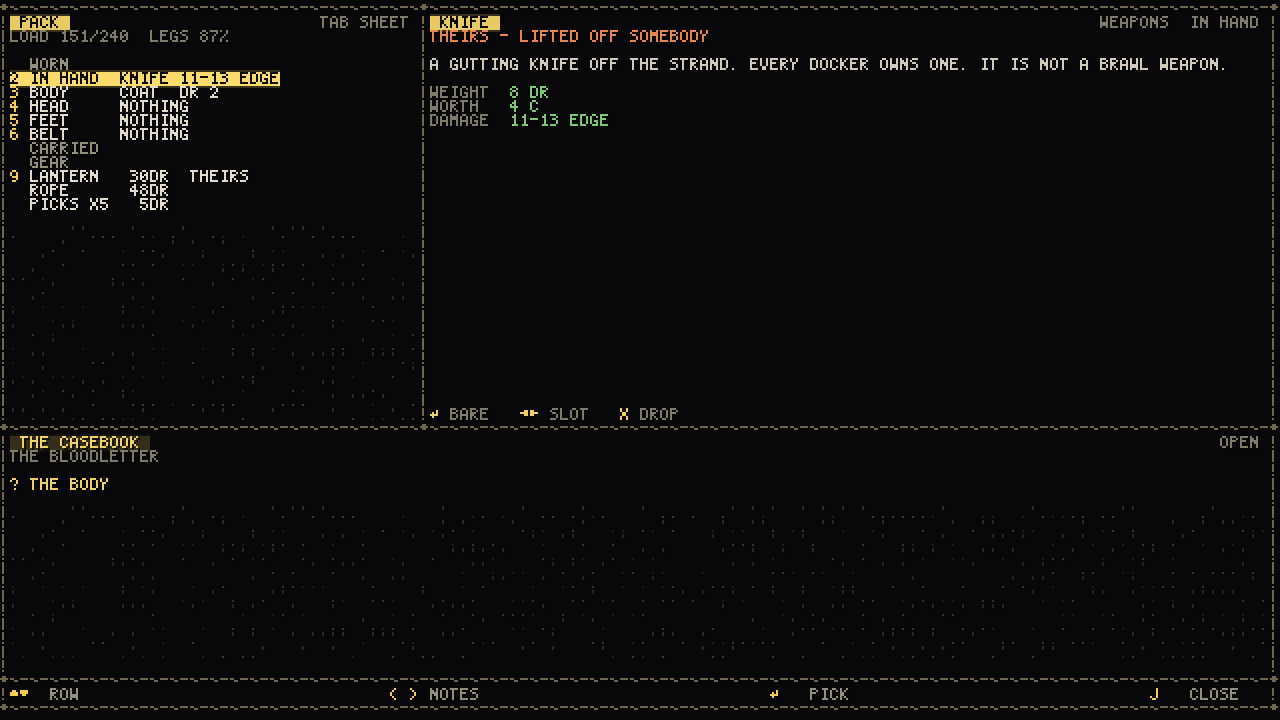 PACK TAB SHEET
LOAD 151/240 LEGS 87%
WORN
2 IN HAND KNIFE 11-13 EDGE
3 BODY COAT DR 2
4 HEAD NOTHING
5 FEET NOTHING
6 BELT NOTHING
CARRIED
GEAR
9 LANTERN 30DR THEIRS
ROPE 48DR
PICKS X5 5DR
KNIFE WEAPONS IN HAND
THEIRS - LIFTED OFF SOMEBODY
A GUTTING KNIFE OFF THE STRAND. EVERY DOCKER OWNS ONE. IT IS NOT A BRAWL WEAPON.
WEIGHT 8 DR
WORTH 4 C
DAMAGE 11-13 EDGE
BARE SLOT X DROP
THE CASEBOOK OPEN
THE BLOODLETTER
? THE BODY
ROW < > NOTES PICK J CLOSE